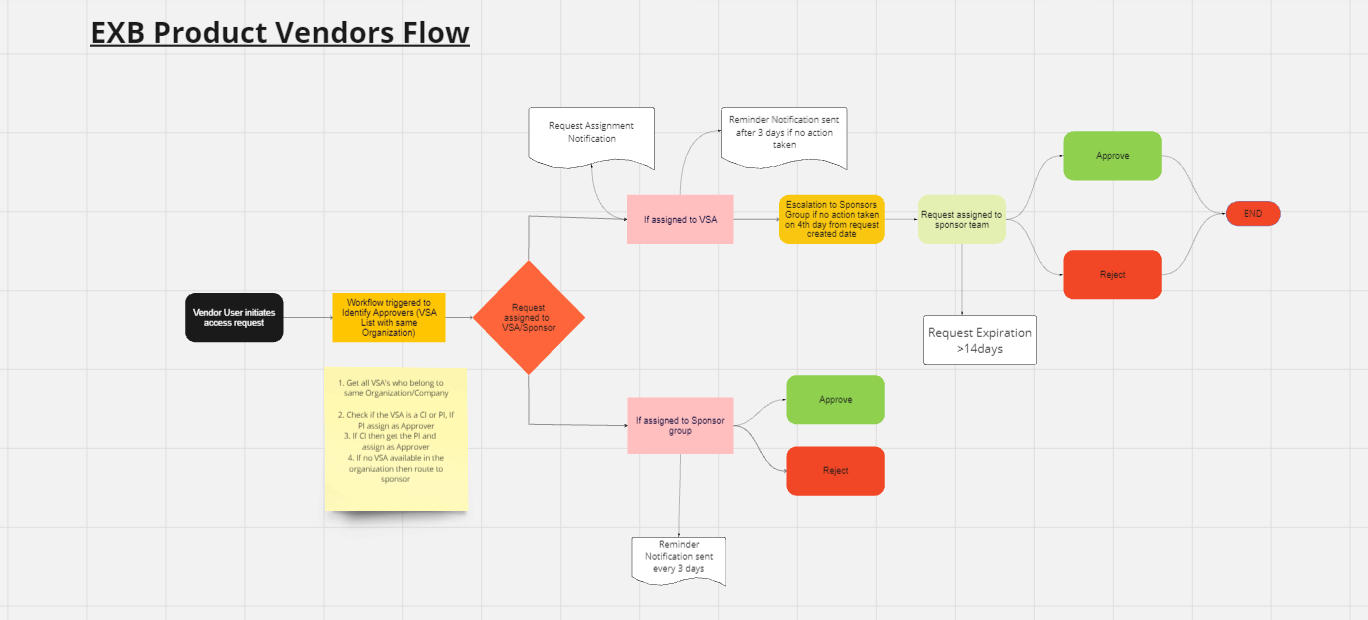 EXB Product Vendors Flow
Request Assignment
Notification
Reminder Notification sent
after 3 days if no action
taken
Approve
If assigned to VSA
Escalation to Sponsors
Group if no action taken
on 4th day from request
created date
Request assigned to
sponsor team
END
Reject
Vendor User initiates
access request
Workflow triggered to
Identify Approvers (VSA
List with same
Organization)
Request
assigned to
VSA/Sponsor
Request Expiration
>14days
1. Get all VSA's who belong to
same Organization/Company
2. Check if the VSA is a CI or PI, If
PI assign as Approver
3. If CI then get the PI and
assign as Approver
4. If no VSA available in the
organization then route to
sponsor
If assigned to Sponsor
group
Approve
Reject
Reminder
Notification sent
every 3 days